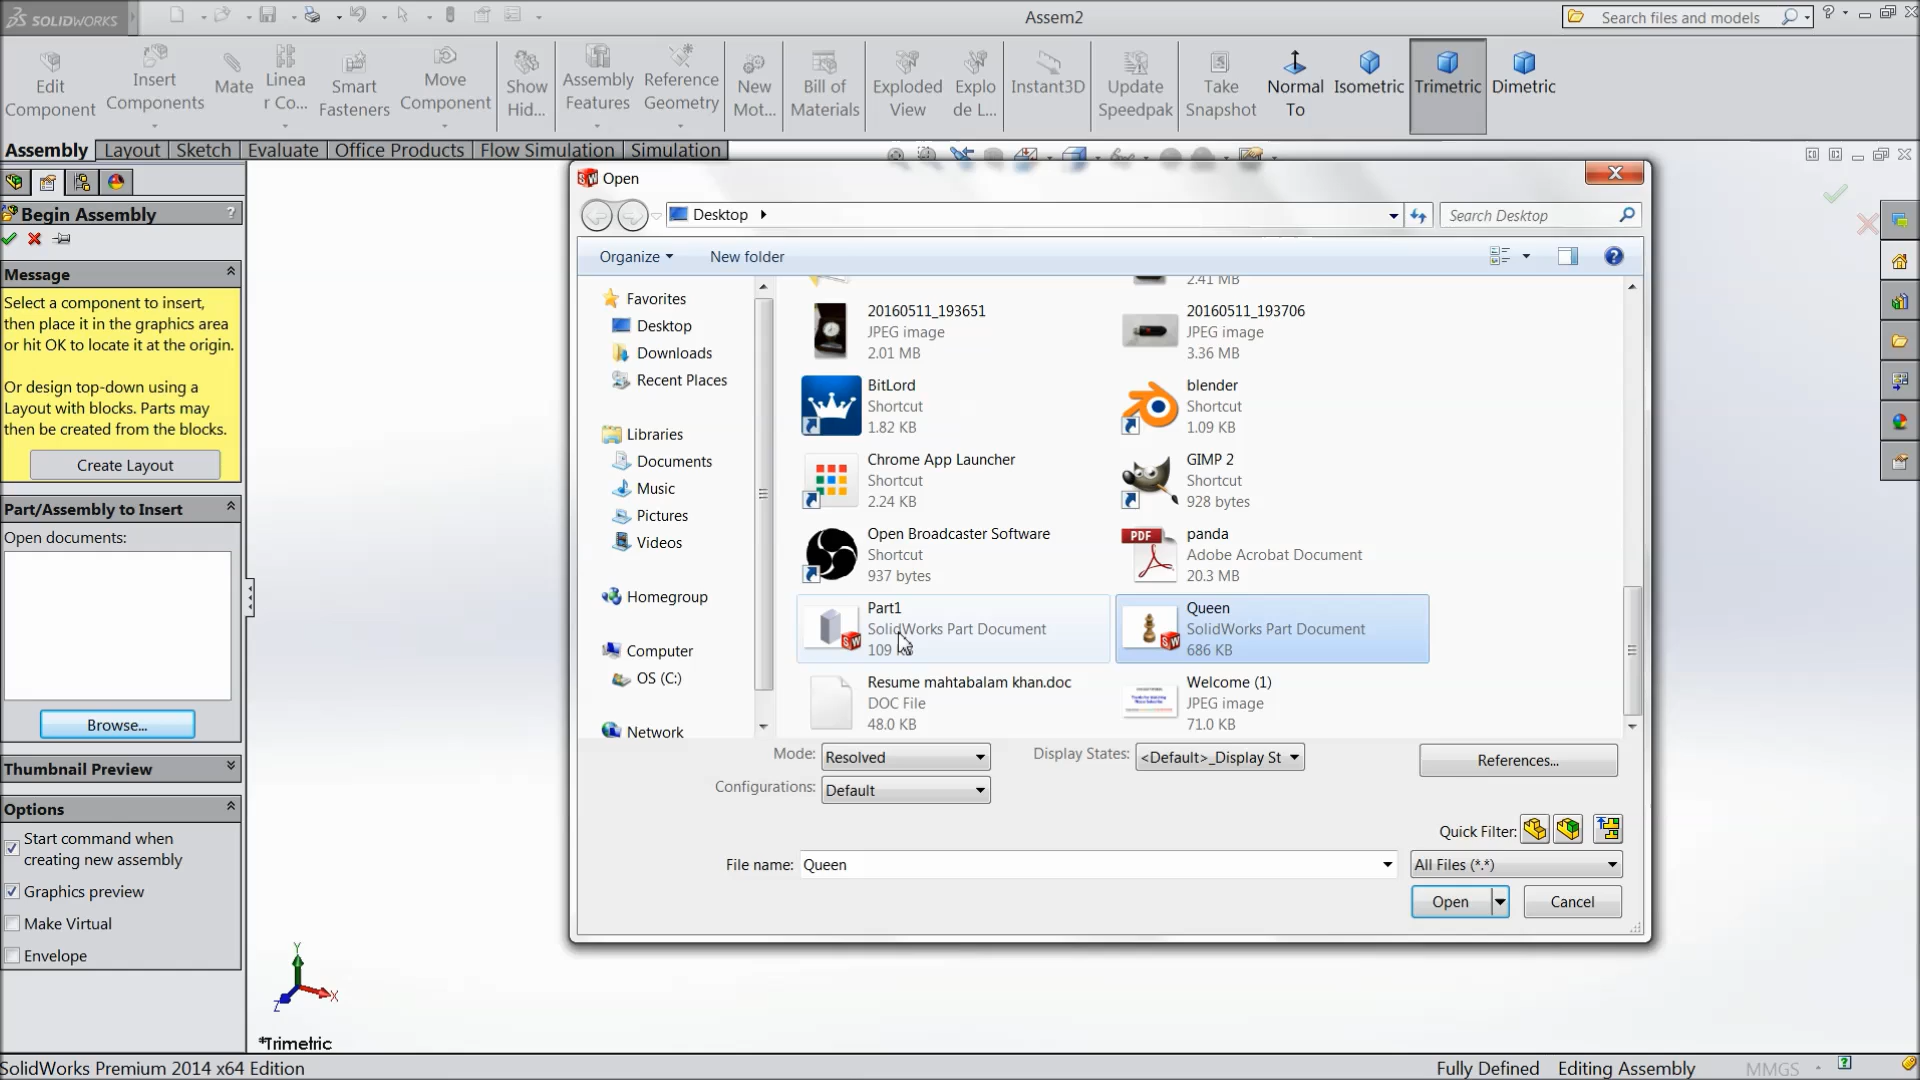 SOLIDWORKS
Assem2
Search files and models
Edit Component
Insert Components
Mate
Linea r Co...
Smart Fasteners
Move Component
Show Hid...
Assembly Features
Reference Geometry
New Mot...
Bill of Materials
Exploded View
Explo de L...
Instant3D
Update Speedpak
Take Snapshot
Normal To
Isometric
Trimetric
Dimetric
Assembly
Layout
Sketch
Evaluate
Office Products
Flow Simulation
Simulation
Begin Assembly
?
Message
Select a component to insert,
then place it in the graphics area
or hit OK to locate it at the origin.
Or design top-down using a
Layout with blocks. Parts may
then be created from the blocks.
Create Layout
Part/Assembly to Insert
Open documents:
Browse...
Thumbnail Preview
Options
Start command when
creating new assembly
Graphics preview
Make Virtual
Envelope
Open
Desktop
Search Desktop
Organize
New folder
Favorites
Desktop
Downloads
Recent Places
Libraries
Documents
Music
Pictures
Videos
Homegroup
Computer
OS (C:)
Network
2.41 MB
20160511_193651
JPEG image
2.01 MB
20160511_193706
JPEG image
3.36 MB
BitLord
Shortcut
1.82 KB
blender
Shortcut
1.09 KB
Chrome App Launcher
Shortcut
2.24 KB
GIMP 2
Shortcut
928 bytes
Open Broadcaster Software
Shortcut
937 bytes
PDF
panda
Adobe Acrobat Document
20.3 MB
Part1
SolidWorks Part Document
109
Queen
SolidWorks Part Document
686 KB
Resume mahtabalam khan.doc
DOC File
48.0 KB
Welcome (1)
JPEG image
71.0 KB
Mode:
Resolved
Display States:
<Default>_Display St
References...
Configurations:
Default
Quick Filter:
File name:
Queen
All Files (*.*)
Open
Cancel
Y
X
Z
*Trimetric
SolidWorks Premium 2014 x64 Edition
Fully Defined
Editing Assembly
MMGS